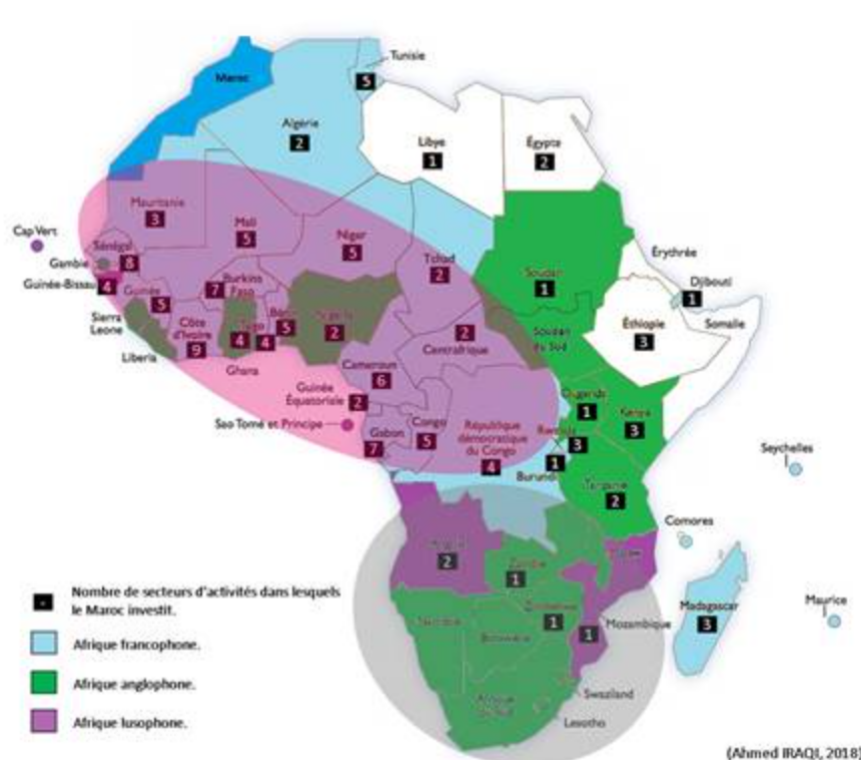 Tunisie
Maroc
5
Algérie
2
Libye
1
Égypte
2
Mauritanie
3
Mali
5
Niger
5
Tchad
2
Soudan
1
Érythrée
Djibouti
1
Cap Vert
Sénégal
8
Gambie
Guinée-Bissau
4
Guinée
5
Burkina
Faso
7
Bénin
5
Nigeria
2
Éthiopie
3
Somalie
Sierra
Leone
Liberia
Côte
d'Ivoire
9
4
Togo
4
Ghana
Centrafrique
2
Soudan
du Sud
Cameroun
6
Guinée
Équatoriale
2
Sao Tomé et Principe
Gabon
7
Congo
5
République
démocratique
du Congo
4
Ouganda
1
Kenya
3
Rwanda
3
Burundi
1
Tanzanie
2
Seychelles
Comores
Angola
2
Zambie
1
Zimbabwe
1
Mozambique
1
Madagascar
3
Maurice
Namibie
Botswana
Afrique
du Sud
Swaziland
Lesotho
Nombre de secteurs d'activités dans lesquels
le Maroc investit.
Afrique francophone.
Afrique anglophone.
Afrique lusophone.
(Ahmed IRAQI, 2018)